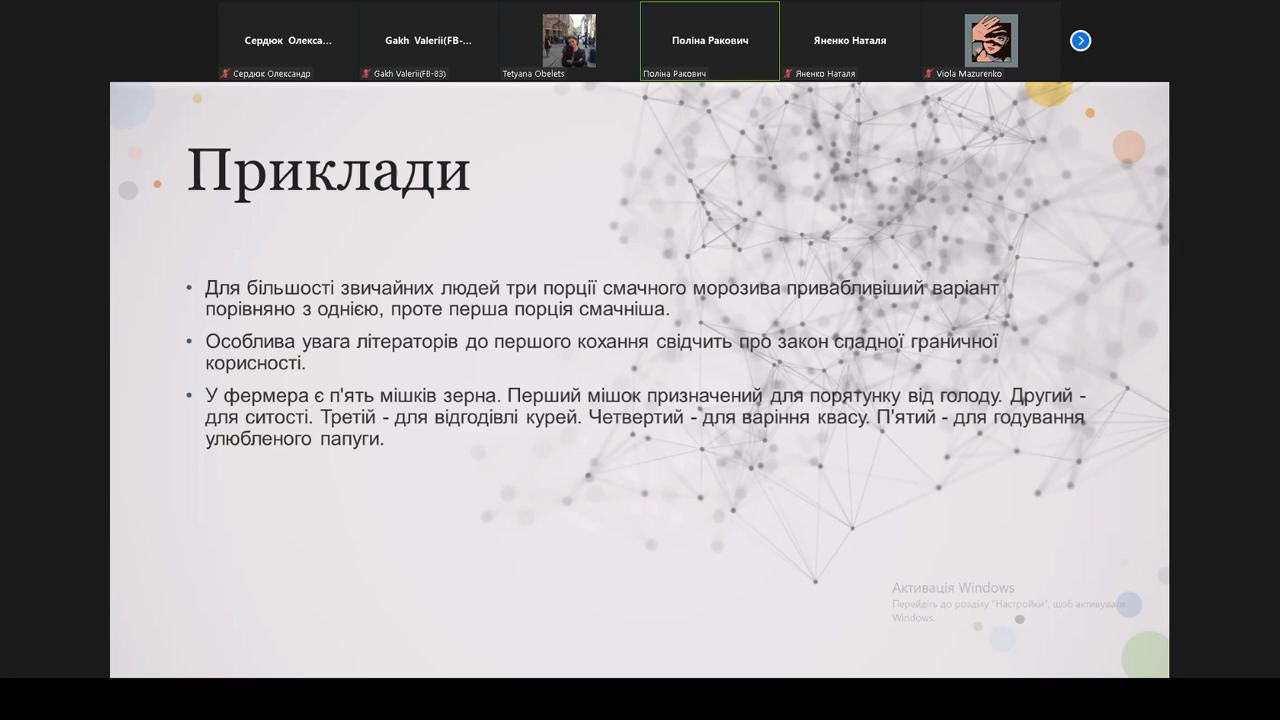 Сердюк Олекса...
Gakh Valerii(FB-...
Поліна Ракович
Яненко Наталя
Сердюк Олександр
Gakh Valerii(FB-83)
Tetyana Obelets
Поліна Ракович
Яненко Наталя
Viola Mazurenko
Приклади
• Для більшості звичайних людей три порції смачного морозива привабливіший варіант
порівняно з однією, проте перша порція смачніша.
• Особлива увага літераторів до першого кохання свідчить про закон спадної граничної
корисності.
• У фермера є п'ять мішків зерна. Перший мішок призначений для порятунку від голоду. Другий -
для ситості. Третій - для відгодівлі курей. Четвертий - для варіння квасу. П'ятий - для годування
улюбленого папуги.
Активація Windows
Перейдіть до розділу "Настройки", щоб активувати
Windows.